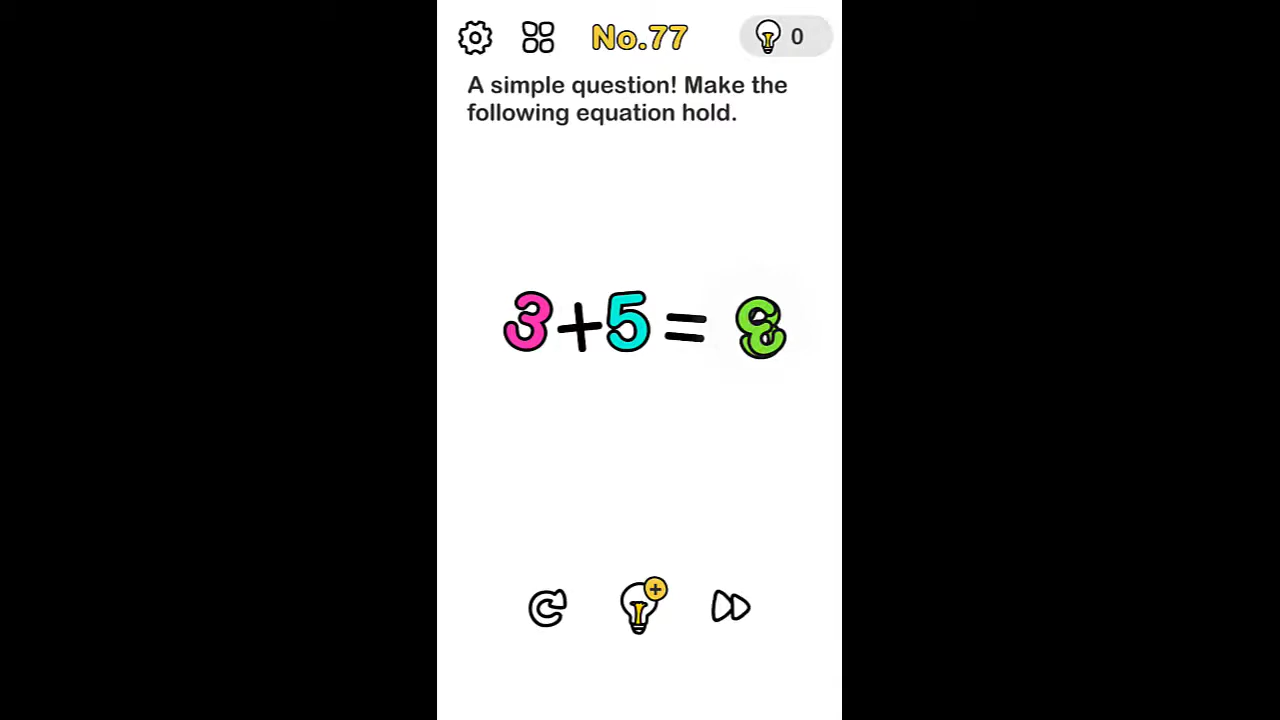 No.77
0
A simple question! Make the
following equation hold.
3+5=8